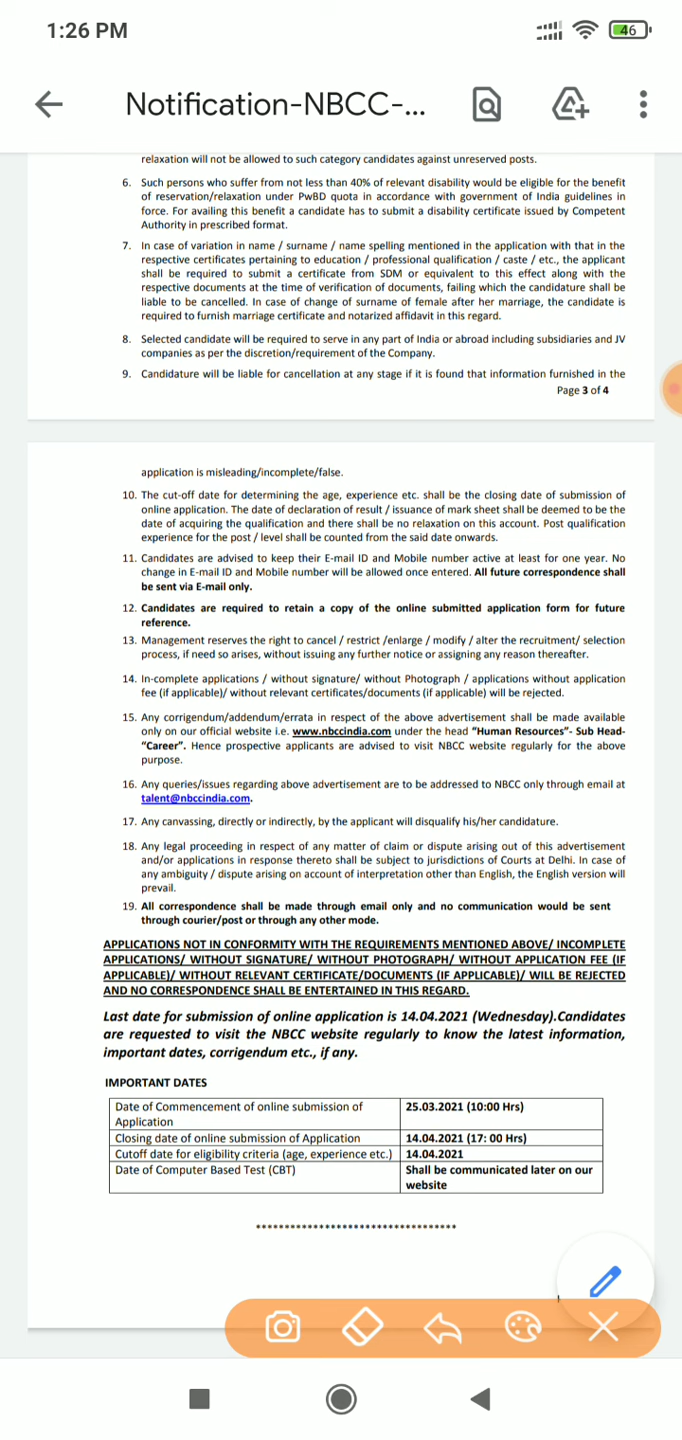 1:26 PM
46
Notification-NBCC-...
relaxation will not be allowed to such category candidates against unreserved posts.
6. Such persons who suffer from not less than 40% of relevant disability would be eligible for the benefit
of reservation/relaxation under PwBD quota in accordance with government of India guidelines in
force. For availing this benefit a candidate has to submit a disability certificate issued by Competent
Authority in prescribed format.
7. In case of variation in name / surname / name spelling mentioned in the application with that in the
respective certificates pertaining to education / professional qualification / caste / etc., the applicant
shall be required to submit a certificate from SDM or equivalent to this effect along with the
respective documents at the time of verification of documents, failing which the candidature shall be
liable to be cancelled. In case of change of surname of female after her marriage, the candidate is
required to furnish marriage certificate and notarized affidavit in this regard.
8. Selected candidate will be required to serve in any part of India or abroad including subsidiaries and JV
companies as per the discretion/requirement of the Company.
9. Candidature will be liable for cancellation at any stage if it is found that information furnished in the
Page 3 of 4
application is misleading/incomplete/false.
10. The cut-off date for determining the age, experience etc. shall be the closing date of submission of
online application. The date of declaration of result / issuance of mark sheet shall be deemed to be the
date of acquiring the qualification and there shall be no relaxation on this account. Post qualification
experience for the post / level shall be counted from the said date onwards.
11. Candidates are advised to keep their E-mail ID and Mobile number active at least for one year. No
change in E-mail ID and Mobile number will be allowed once entered. All future correspondence shall
be sent via E-mail only.
12. Candidates are required to retain a copy of the online submitted application form for future
reference.
13. Management reserves the right to cancel / restrict /enlarge / modify / alter the recruitment/ selection
process, if need so arises, without issuing any further notice or assigning any reason thereafter.
14. In-complete applications / without signature/ without Photograph / applications without application
fee (if applicable)/ without relevant certificates/documents (if applicable) will be rejected.
15. Any corrigendum/addendum/errata in respect of the above advertisement shall be made available
only on our official website i.e. www.nbccindia.com under the head "Human Resources"- Sub Head-
"Career". Hence prospective applicants are advised to visit NBCC website regularly for the above
purpose.
16. Any queries/issues regarding above advertisement are to be addressed to NBCC only through email at
talent@nbccindia.com.
17. Any canvassing, directly or indirectly, by the applicant will disqualify his/her candidature.
18. Any legal proceeding in respect of any matter of claim or dispute arising out of this advertisement
and/or applications in response thereto shall be subject to jurisdictions of Courts at Delhi. In case of
any ambiguity / dispute arising on account of interpretation other than English, the English version will
prevail.
19. All correspondence shall be made through email only and no communication would be sent
through courier/post or through any other mode.
APPLICATIONS NOT IN CONFORMITY WITH THE REQUIREMENTS MENTIONED ABOVE/ INCOMPLETE
APPLICATIONS/ WITHOUT SIGNATURE/ WITHOUT PHOTOGRAPH/ WITHOUT APPLICATION FEE (IF
APPLICABLE)/ WITHOUT RELEVANT CERTIFICATE/DOCUMENTS (IF APPLICABLE)/ WILL BE REJECTED
AND NO CORRESPONDENCE SHALL BE ENTERTAINED IN THIS REGARD.
Last date for submission of online application is 14.04.2021 (Wednesday).Candidates
are requested to visit the NBCC website regularly to know the latest information,
important dates, corrigendum etc., if any.
IMPORTANT DATES
Date of Commencement of online submission of 25.03.2021 (10:00 Hrs)
Application
Closing date of online submission of Application 14.04.2021 (17: 00 Hrs)
Cutoff date for eligibility criteria (age, experience etc.) 14.04.2021
Date of Computer Based Test (CBT) Shall be communicated later on our
website
***********************************